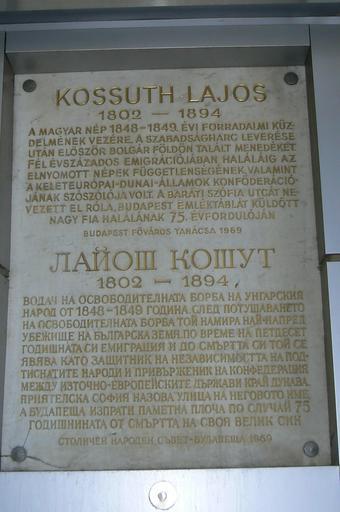 KOSSUTH LAJOS
1802 — 1894
A MAGYAR NÉP 1848-1849. ÉVI FORRADALMI KÜZ-
DELMÉNEK VEZÉRE, A SZABADSÁGHARC LEVERÉSE
UTÁN ELŐSZÖR BOLGÁR FÖLDÖN TALÁLT MENEDÉKET.
FÉL ÉVSZÁZADOS EMIGRÁCIÓJÁBAN HALÁLÁIG AZ
ELNYOMOTT NÉPEK FÜGGETLENSÉGÉNEK, VALAMINT
A KELETEURÓPAI-DUNAI-ÁLLAMOK KONFÖDERÁCIÓ-
JÁNAK SZÓSZÓLÓJA VOLT. A BARÁTI SZÓFIA UTCÁT NE-
VEZETT EL RÓLA, BUDAPEST EMLÉKTÁBLÁT KÜLDÖTT
NAGY FIA HALÁLÁNAK 75. ÉVFORDULÓJÁN
BUDAPEST FŐVÁROS TANÁCSA 1969
ЛАЙОШ КОШУТ
1802 — 1894
ВОДАЧ НА ОСВОБОДИТЕЛНАТА БОРБА НА УНГАРСКИЯ
НАРОД ОТ 1848-1849 ГОДИНА. СЛЕД ПОТУШАВАНЕТО
НА ОСВОБОДИТЕЛНАТА БОРБА ТОЙ НАМИРА НАЙ-НАПРЕД
УБЕЖИЩЕ НА БЪЛГАРСКА ЗЕМЯ. ПО ВРЕМЕ НА ПЕТДЕСЕТ
ГОДИШНАТА СИ ЕМИГРАЦИЯ И ДО СМЪРТТА СИ ТОЙ СЕ
ЯВЯВА КАТО ЗАЩИТНИК НА НЕЗАВИСИМОСТТА НА ПОД-
ТИСНАТИТЕ НАРОДИ И ПРИВЪРЖЕНИК НА КОНФЕДЕРАЦИЯ
МЕЖДУ ИЗТОЧНО-ЕВРОПЕЙСКИТЕ ДЪРЖАВИ КРАЙ ДУНАВА.
ПРИЯТЕЛСКА СОФИЯ НАЗОВА УЛИЦА НА НЕГОВОТО ИМЕ,
А БУДАПЕЩА ИЗПРАТИ ПАМЕТНА ПЛОЧА ПО СЛУЧАЙ 75
ГОДИШНИНАТА ОТ СМЪРТТА НА СВОЯ ВЕЛИК СИН
СТОЛИЧЕН НАРОДЕН СЪВЕТ-БУДАПЕЩА 1969